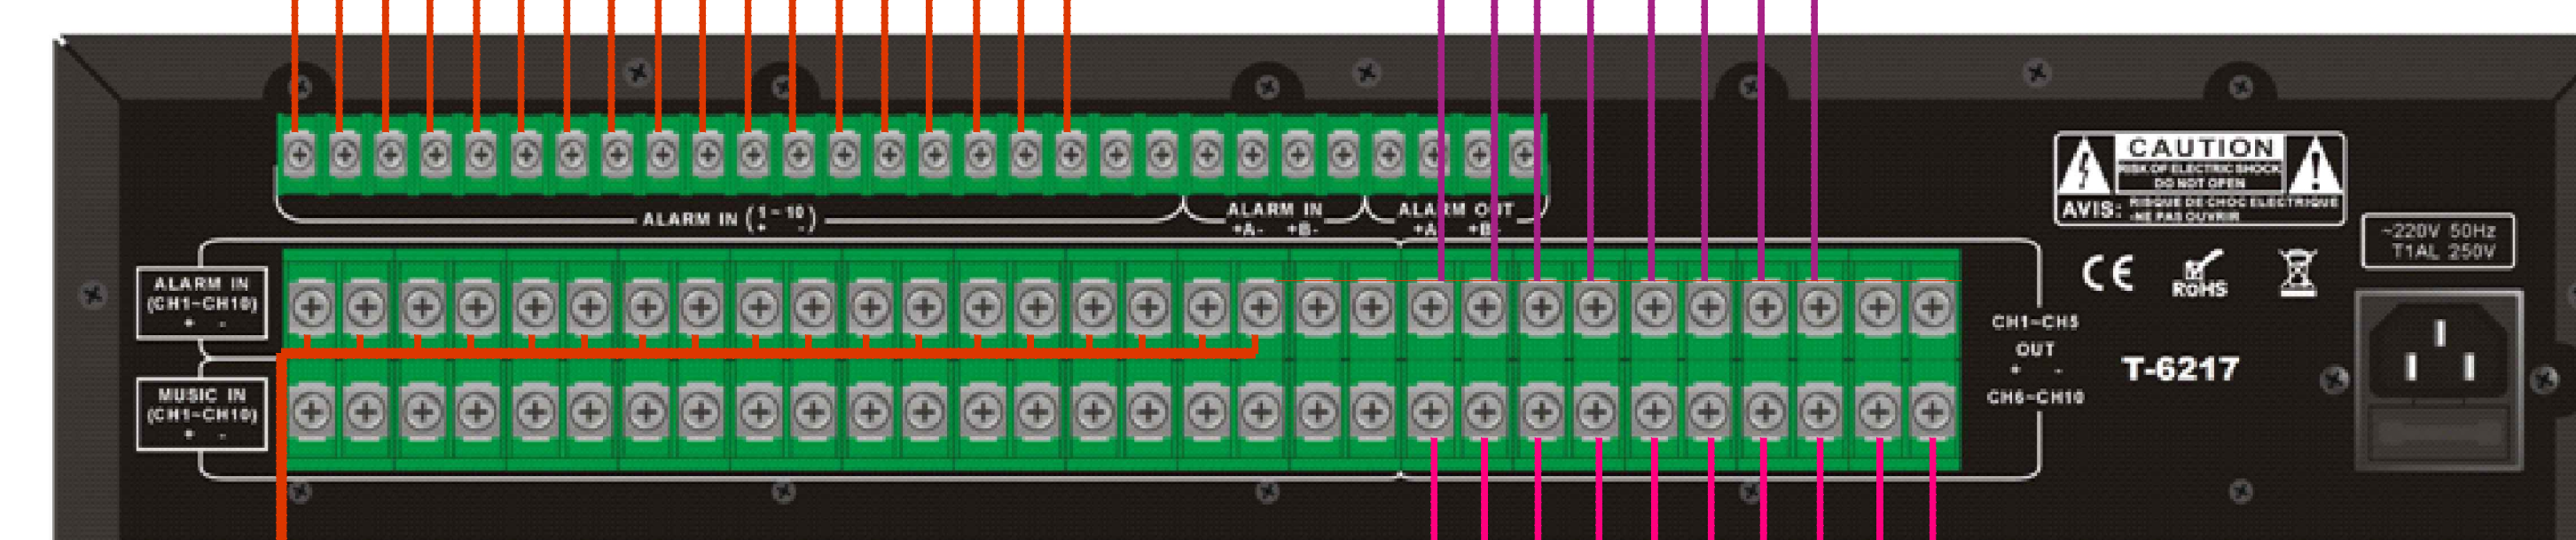 ALARM IN (1~10)
+ -
ALARM IN
+A- +B-
ALARM OUT
+A- +B-
ALARM IN
(CH1~CH10)
+ -
MUSIC IN
(CH1~CH10)
+ -
CH1~CH5
OUT
+ -
CH6~CH10
CAUTION
RISK OF ELECTRIC SHOCK
DO NOT OPEN
AVIS: RISQUE DE CHOC ELECTRIQUE
-NE PAS OUVRIR
~220V 50Hz
T1AL 250V
CE
RoHS
T-6217